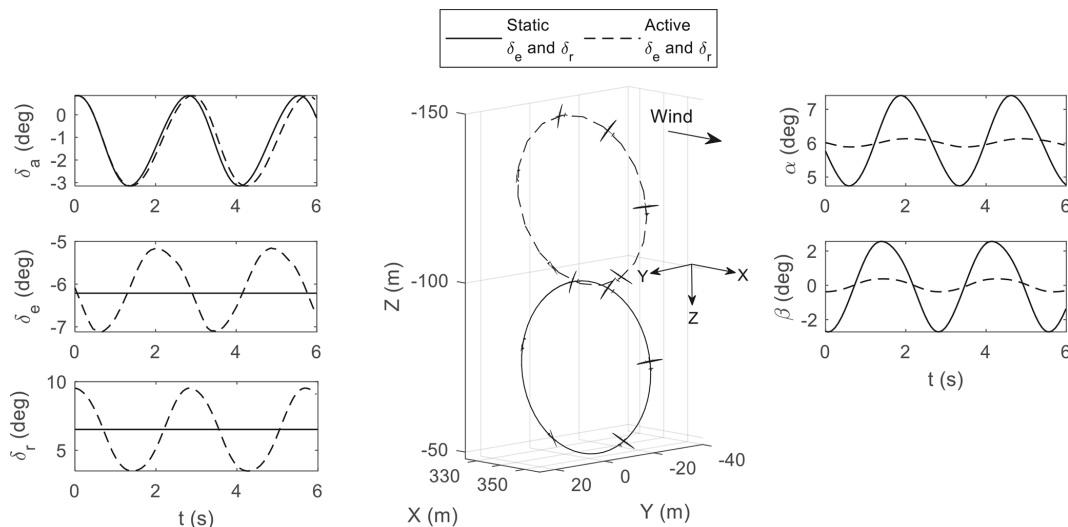 Static
δe and δr
Active
δe and δr
0
-1
-2
-3
δa (deg)
0 2 4 6
-5
-6
-7
δe (deg)
0 2 4 6
10
5
δr (deg)
0 2 4 6
t (s)
-150
-100
-50
Z (m)
Wind
Y
X
Z
330
350
X (m)
20
0
-20
-40
Y (m)
7
6
5
α (deg)
0 2 4 6
2
0
-2
β (deg)
0 2 4 6
t (s)